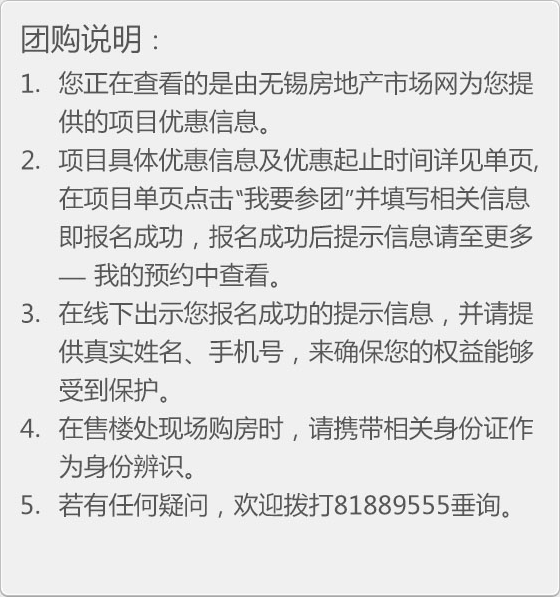 团购说明：
1. 您正在查看的是由无锡房地产市场网为您提
供的项目优惠信息。
2. 项目具体优惠信息及优惠起止时间详见单页,
在项目单页点击“我要参团”并填写相关信息
即报名成功，报名成功后提示信息请至更多
— 我的预约中查看。
3. 在线下出示您报名成功的提示信息，并请提
供真实姓名、手机号，来确保您的权益能够
受到保护。
4. 在售楼处现场购房时，请携带相关身份证作
为身份辨识。
5. 若有任何疑问，欢迎拨打81889555垂询。